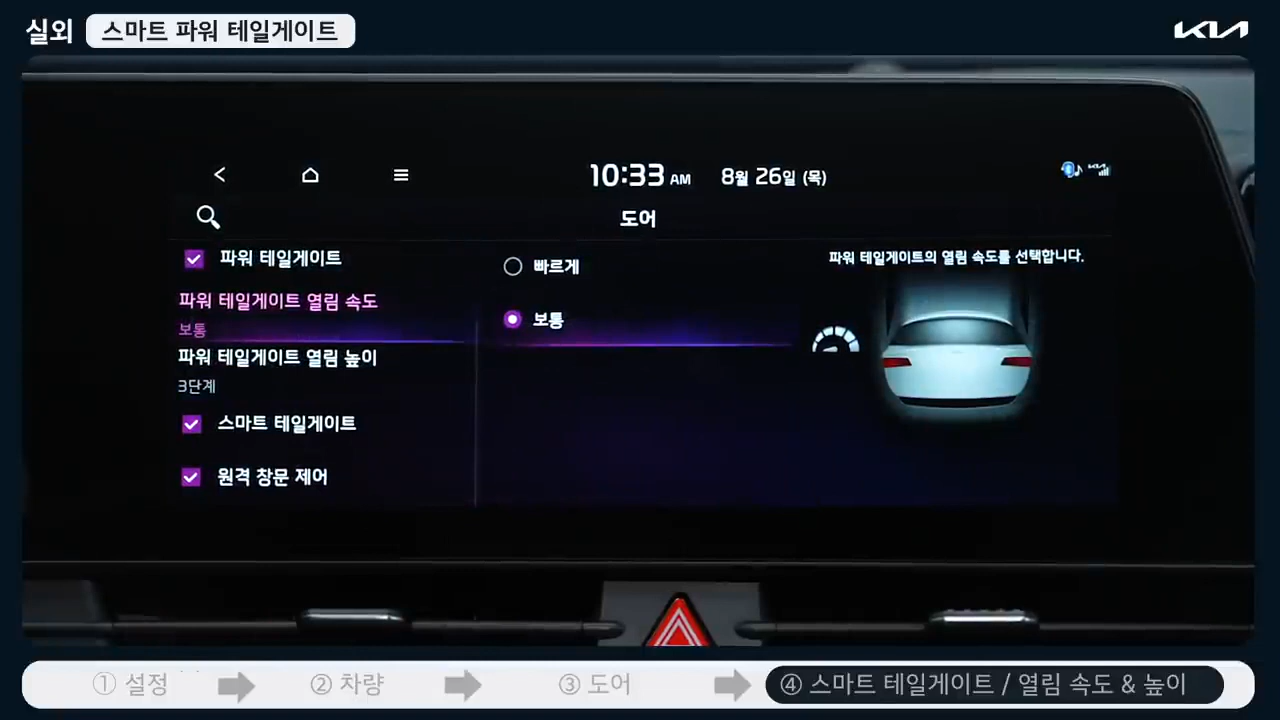 실외 스마트 파워 테일게이트
KIA
10:33 AM 8월 26일 (목)
도어
파워 테일게이트
파워 테일게이트 열림 속도
보통
파워 테일게이트 열림 높이
3단계
스마트 테일게이트
원격 창문 제어
빠르게
보통
파워 테일게이트의 열림 속도를 선택합니다.
① 설정
② 차량
③ 도어
④ 스마트 테일게이트 / 열림 속도 & 높이